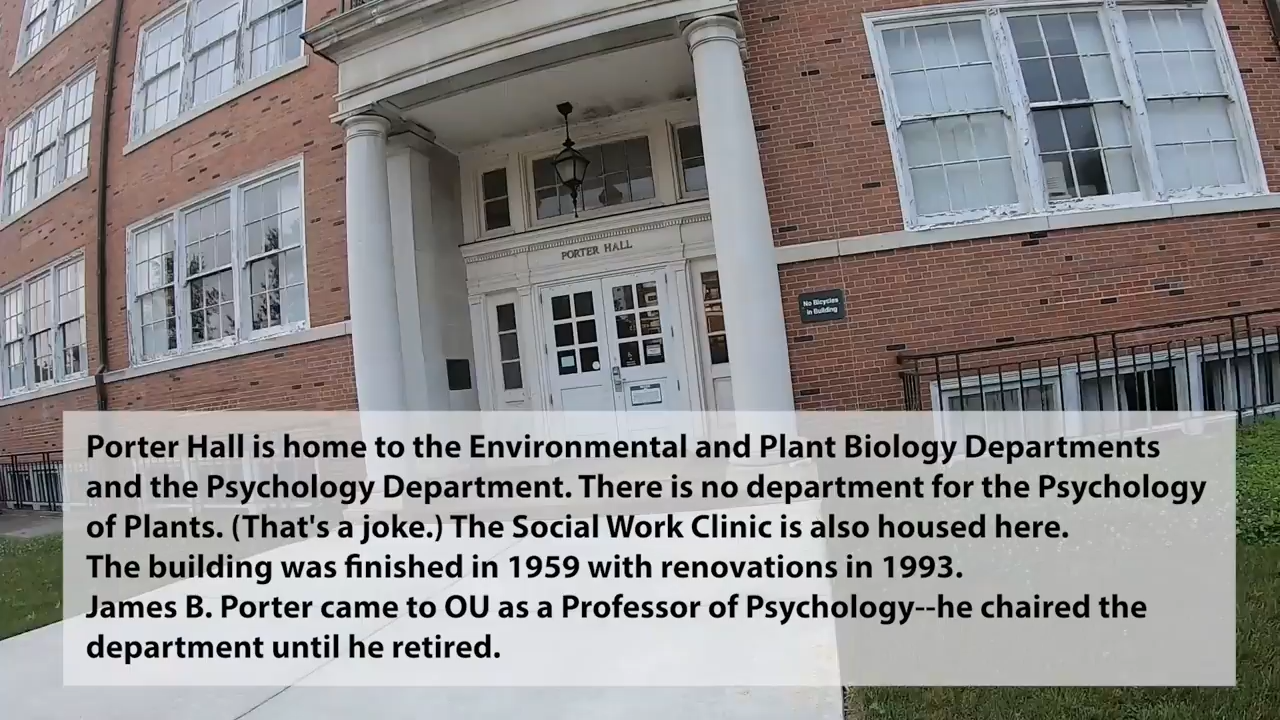 PORTER HALL
No Bicycles
in Building
Porter Hall is home to the Environmental and Plant Biology Departments
and the Psychology Department. There is no department for the Psychology
of Plants. (That's a joke.) The Social Work Clinic is also housed here.
The building was finished in 1959 with renovations in 1993.
James B. Porter came to OU as a Professor of Psychology--he chaired the
department until he retired.